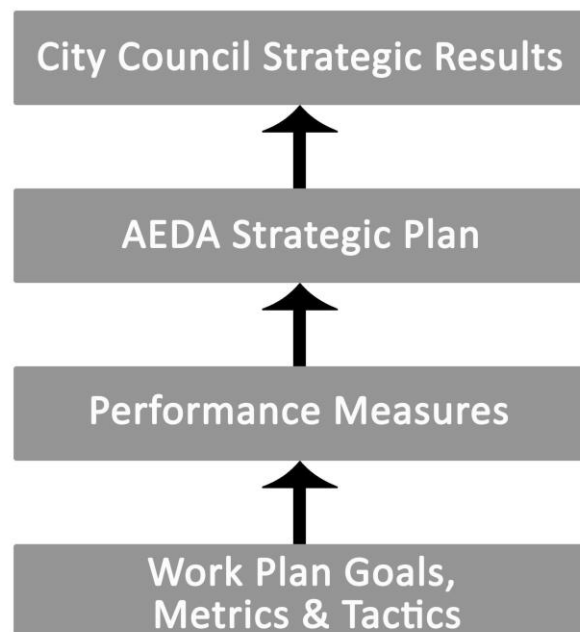 City Council Strategic Results
AEDA Strategic Plan
Performance Measures
Work Plan Goals,
Metrics & Tactics